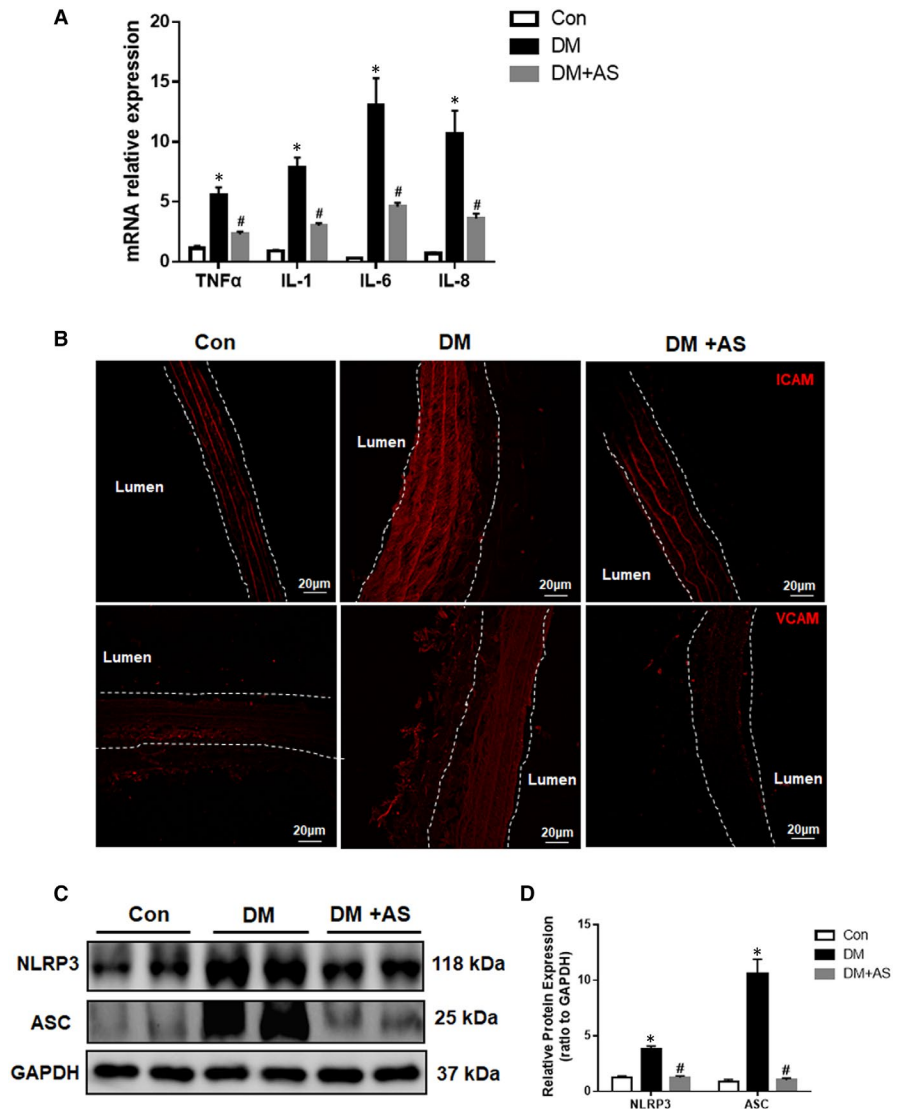 A
Con
DM
DM+AS
mRNA relative expression
20
15
10
5
0
*
#
*
#
*
#
*
#
TNFα IL-1 IL-6 IL-8
B
Con DM DM +AS
ICAM
Lumen
Lumen
Lumen
20µm 20µm 20µm
VCAM
Lumen
Lumen
Lumen
20µm 20µm 20µm
C
Con DM DM +AS
NLRP3 118 kDa
ASC 25 kDa
GAPDH 37 kDa
D
Con
DM
DM+AS
Relative Protein Expression
(ratio to GAPDH)
15
10
5
0
*
#
*
#
NLRP3 ASC